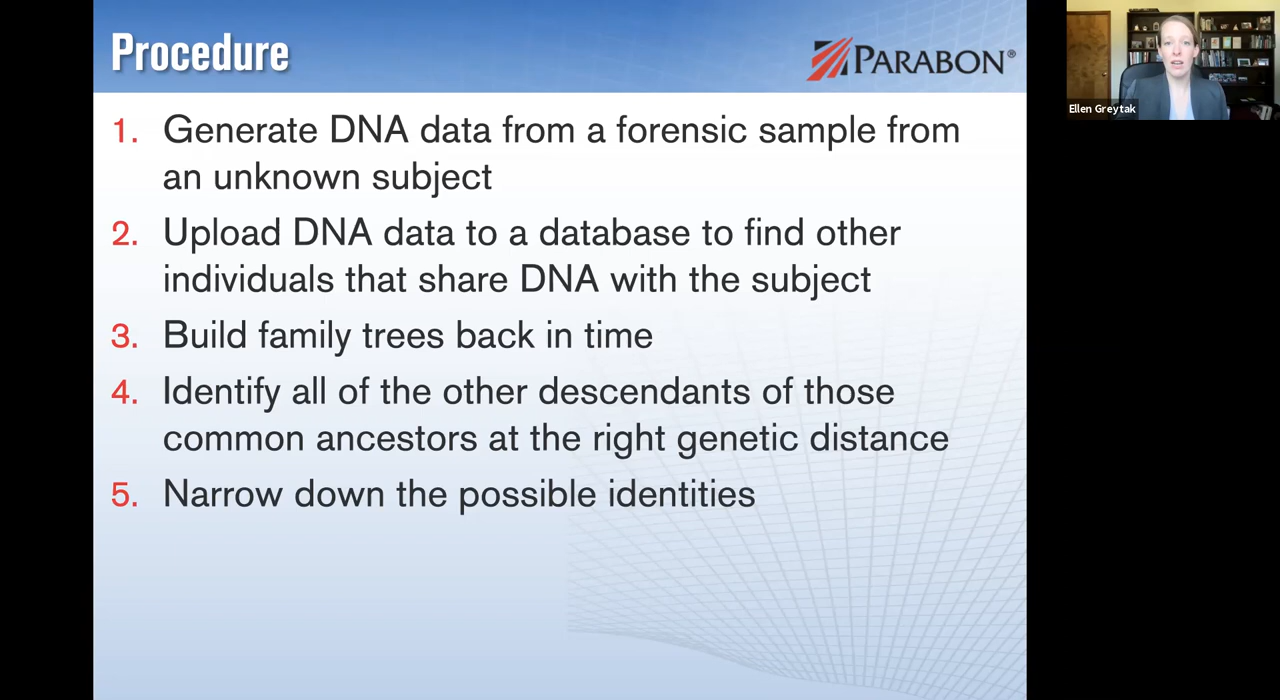 Procedure
PARABON®
1. Generate DNA data from a forensic sample from
an unknown subject
2. Upload DNA data to a database to find other
individuals that share DNA with the subject
3. Build family trees back in time
4. Identify all of the other descendants of those
common ancestors at the right genetic distance
5. Narrow down the possible identities
Ellen Greytak